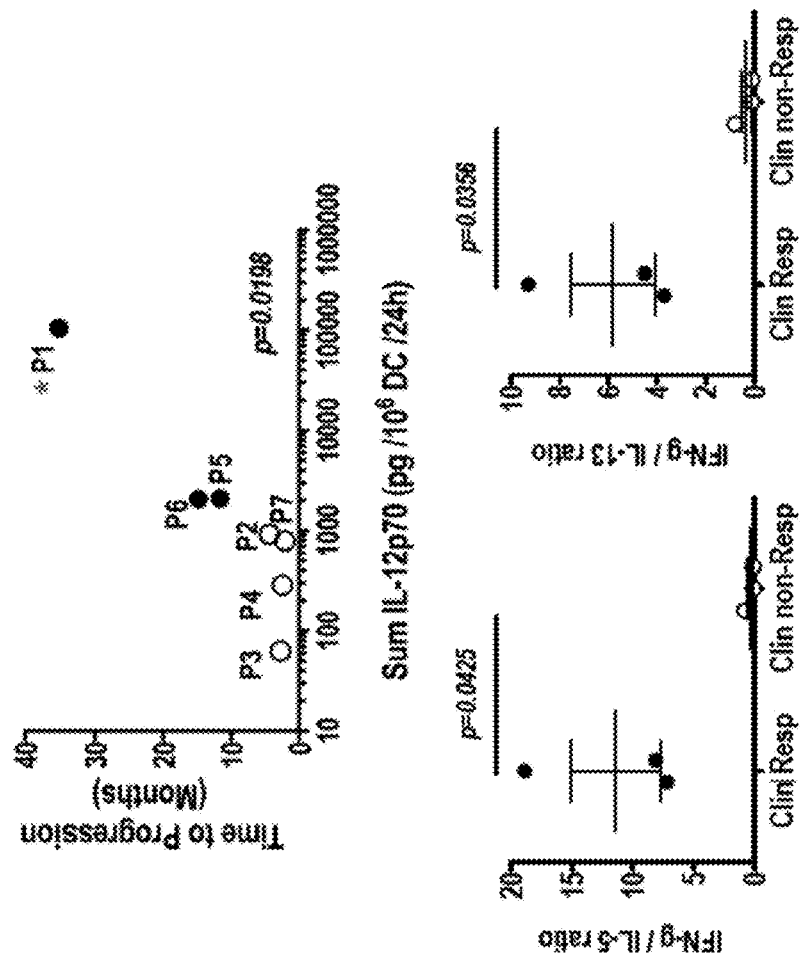 40
30
20
10
0
Time to Progression
(Months)
* P1
P6
P5
P2
P7
P4
P3
p=0.0198
10
100
1000
10000
100000
1000000
Sum IL-12p70 (pg /10⁶ DC /24h)
20
15
10
5
0
IFN-g / IL-5 ratio
p=0.0425
Clin Resp
Clin non-Resp
10
8
6
4
2
0
IFN-g / IL-13 ratio
p=0.0356
Clin Resp
Clin non-Resp